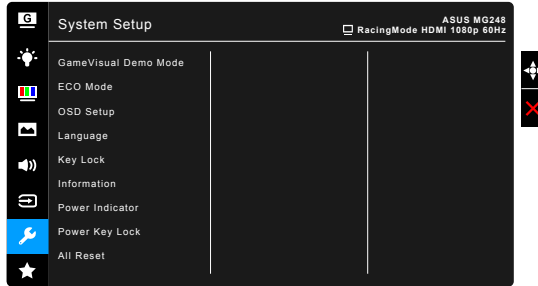 G
System Setup
ASUS MG248
RacingMode HDMI 1080p 60Hz
GameVisual Demo Mode
ECO Mode
OSD Setup
Language
Key Lock
Information
Power Indicator
Power Key Lock
All Reset